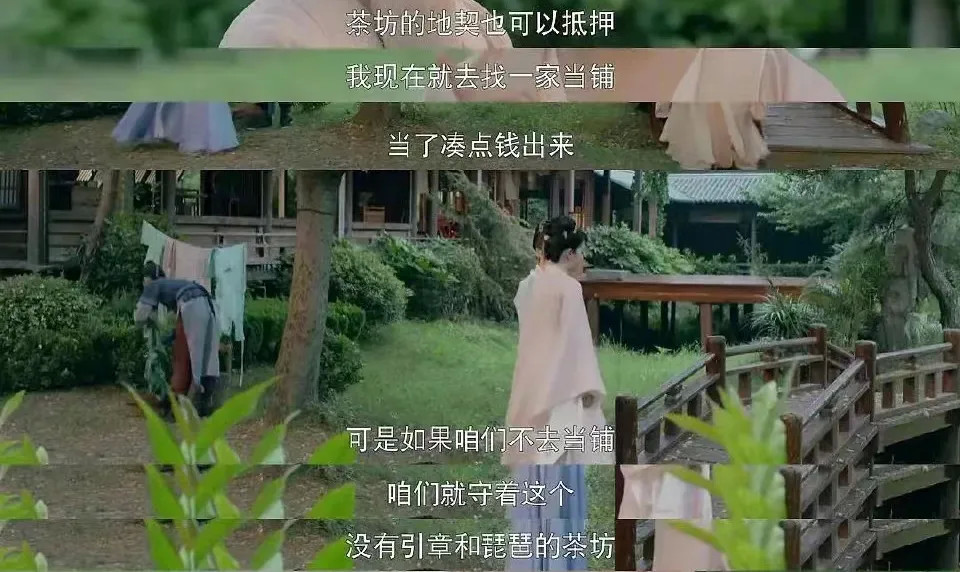 茶坊的地契也可以抵押
我现在就去找一家当铺
当了凑点钱出来
可是如果咱们不去当铺
咱们就守着这个
没有引章和琵琶的茶坊